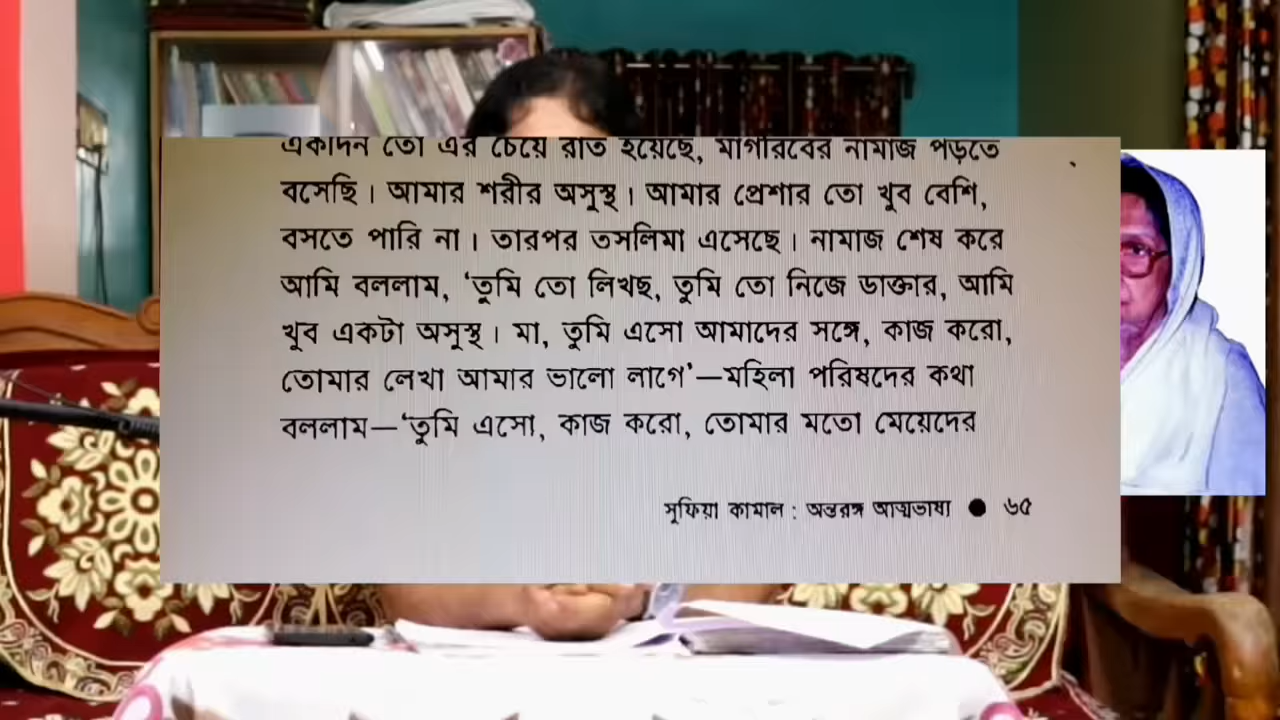 একদিন তো এর চেয়ে রাত হয়েছে, মাগরিবের নামাজ পড়তে
বসেছি। আমার শরীর অসুস্থ। আমার প্রেশার তো খুব বেশি,
বসতে পারি না। তারপর তসলিমা এসেছে। নামাজ শেষ করে
আমি বললাম, ‘তুমি তো লিখছ, তুমি তো নিজে ডাক্তার, আমি
খুব একটা অসুস্থ। মা, তুমি এসো আমাদের সঙ্গে, কাজ করো,
তোমার লেখা আমার ভালো লাগে’—মহিলা পরিষদের কথা
বললাম—‘তুমি এসো, কাজ করো, তোমার মতো মেয়েদের
সুফিয়া কামাল : অন্তরঙ্গ আত্মভাষ্য ● ৬৫